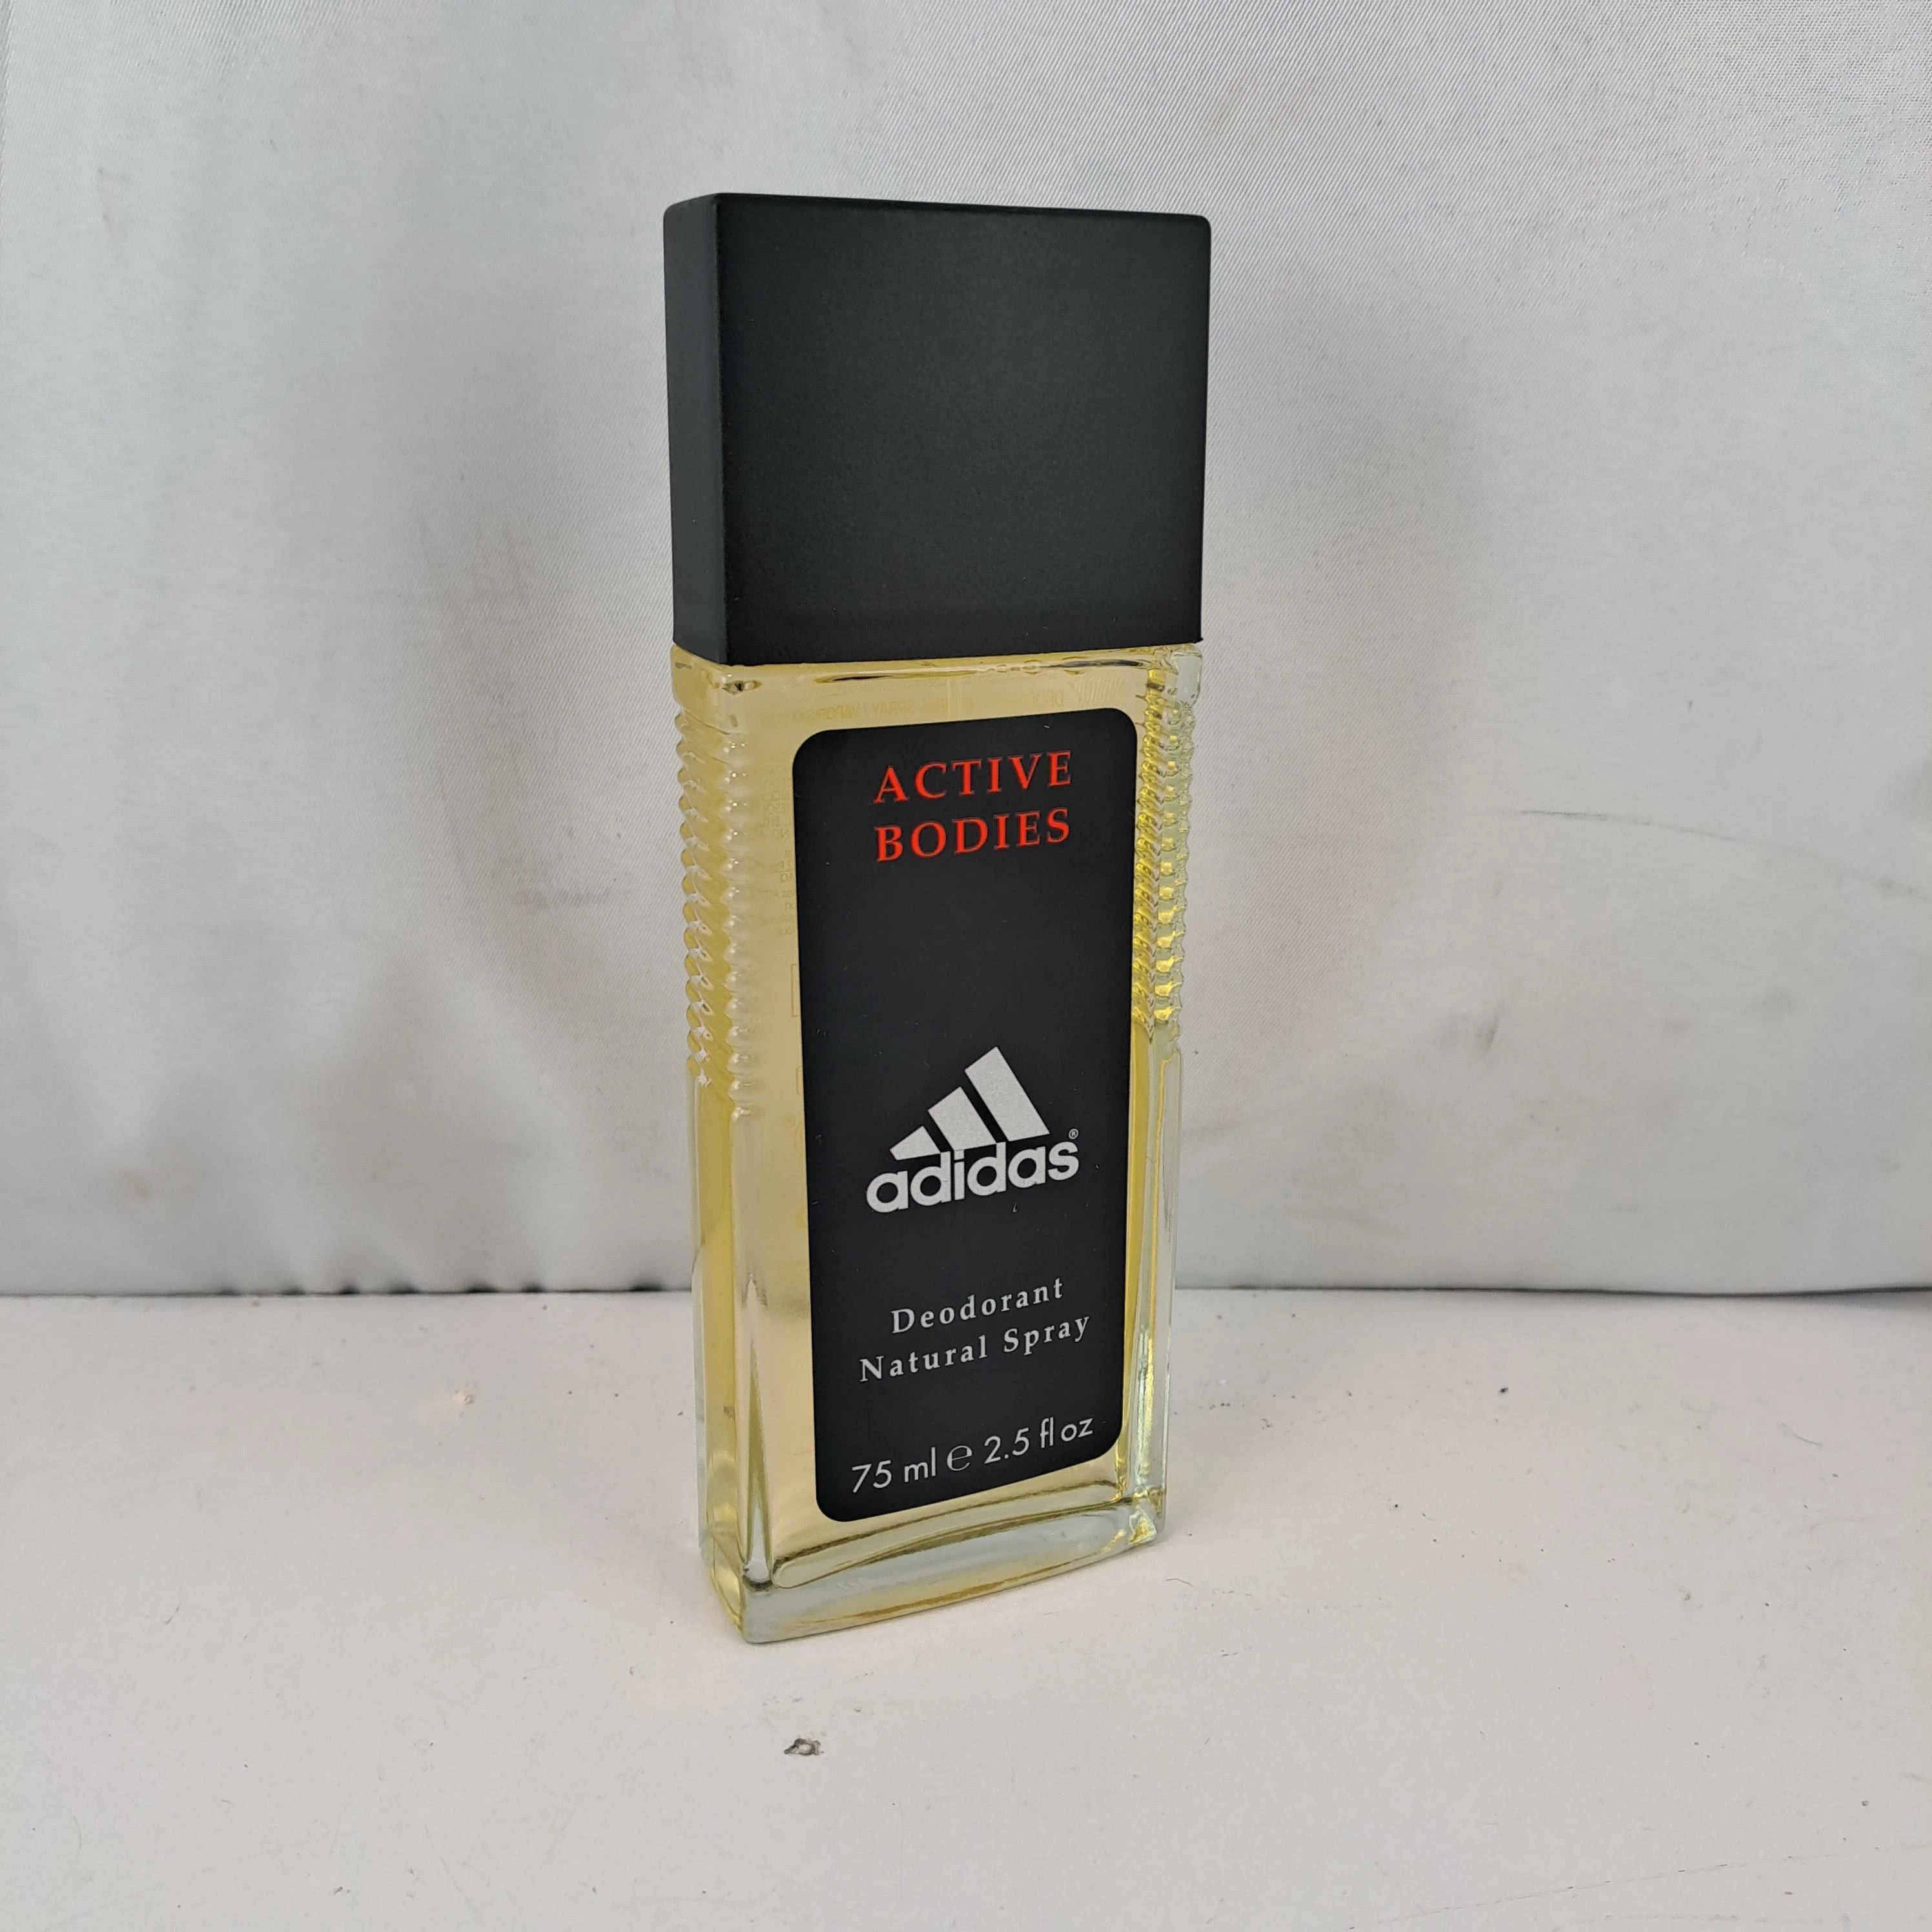 ACTIVE
BODIES
adidas®
Deodorant
Natural Spray
75 ml ℮ 2.5 fl oz